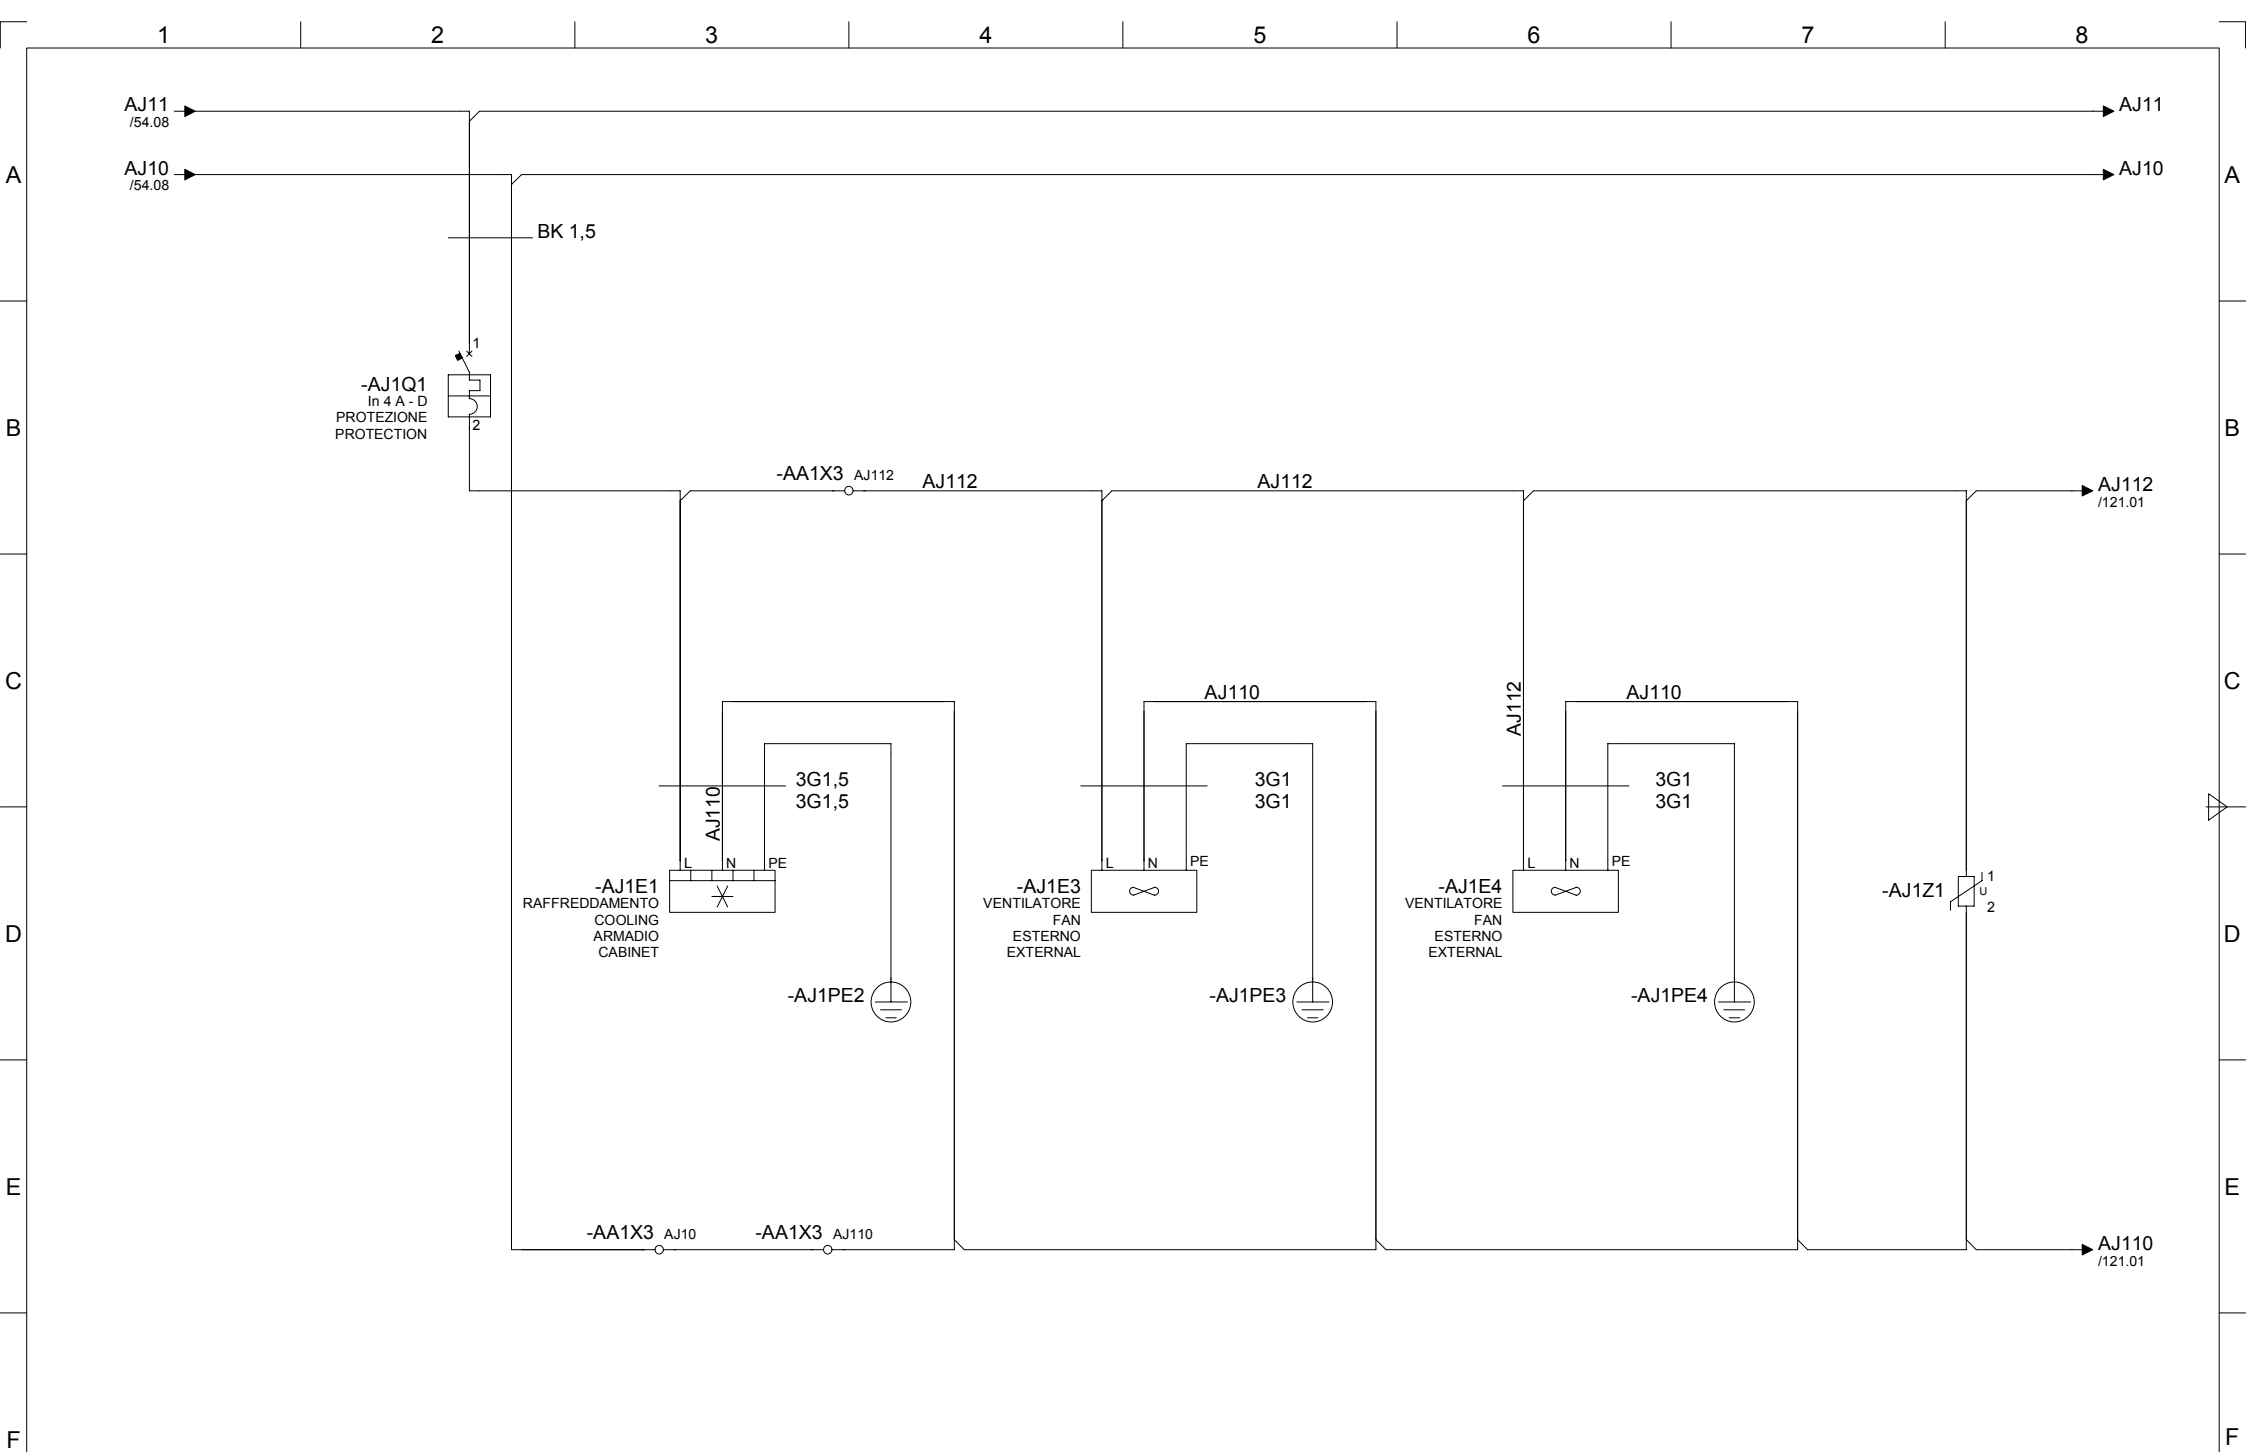 1 2 3 4 5 6 7 8
AJ11
/54.08
AJ11
A
AJ10
/54.08
AJ10
A
BK 1,5
1
-AJ1Q1
In 4 A - D
PROTEZIONE
PROTECTION
2
B
B
-AA1X3 AJ112
AJ112
AJ112
AJ112
/121.01
C
C
AJ110
AJ112
AJ110
3G1,5
3G1,5
AJ110
3G1
3G1
3G1
3G1
L N PE
-AJ1E1
RAFFREDDAMENTO
COOLING
ARMADIO
CABINET
L N PE
-AJ1E3
VENTILATORE
FAN
ESTERNO
EXTERNAL
L N PE
-AJ1E4
VENTILATORE
FAN
ESTERNO
EXTERNAL
-AJ1Z1
1
U
2
D
D
-AJ1PE2
-AJ1PE3
-AJ1PE4
E
E
-AA1X3 AJ10
-AA1X3 AJ110
AJ110
/121.01
F
F